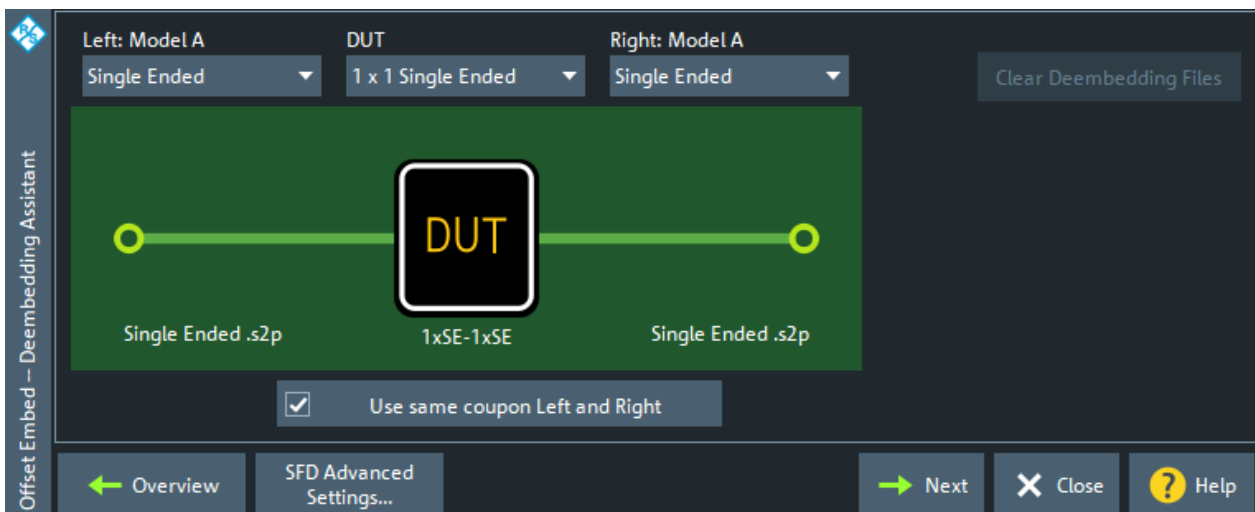 R&S
Offset Embed -- Deembedding Assistant
Left: Model A
DUT
Right: Model A
Single Ended
1 x 1 Single Ended
Single Ended
Clear Deembedding Files
DUT
Single Ended .s2p
1xSE-1xSE
Single Ended .s2p
Use same coupon Left and Right
Overview
SFD Advanced
Settings...
Next
Close
? Help